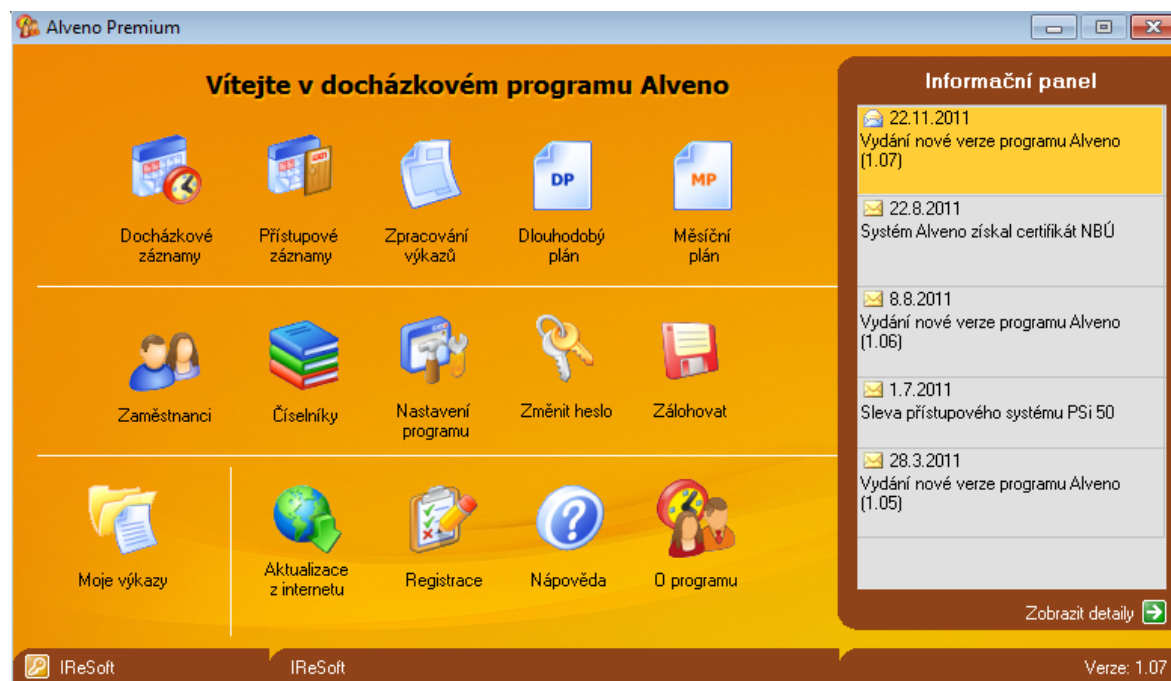 Alveno Premium
Vítejte v docházkovém programu Alveno
DP
MP
Docházkové
záznamy
Přístupové
záznamy
Zpracování
výkazů
Dlouhodobý
plán
Měsíční
plán
Zaměstnanci
Číselníky
Nastavení
programu
Změnit heslo
Zálohovat
Moje výkazy
Aktualizace
z internetu
Registrace
Nápověda
O programu
Informační panel
22.11.2011
Vydání nové verze programu Alveno
(1.07)
22.8.2011
Systém Alveno získal certifikát NBÚ
8.8.2011
Vydání nové verze programu Alveno
(1.06)
1.7.2011
Sleva přístupového systému PSi 50
28.3.2011
Vydání nové verze programu Alveno
(1.05)
Zobrazit detaily
IReSoft
IReSoft
Verze: 1.07